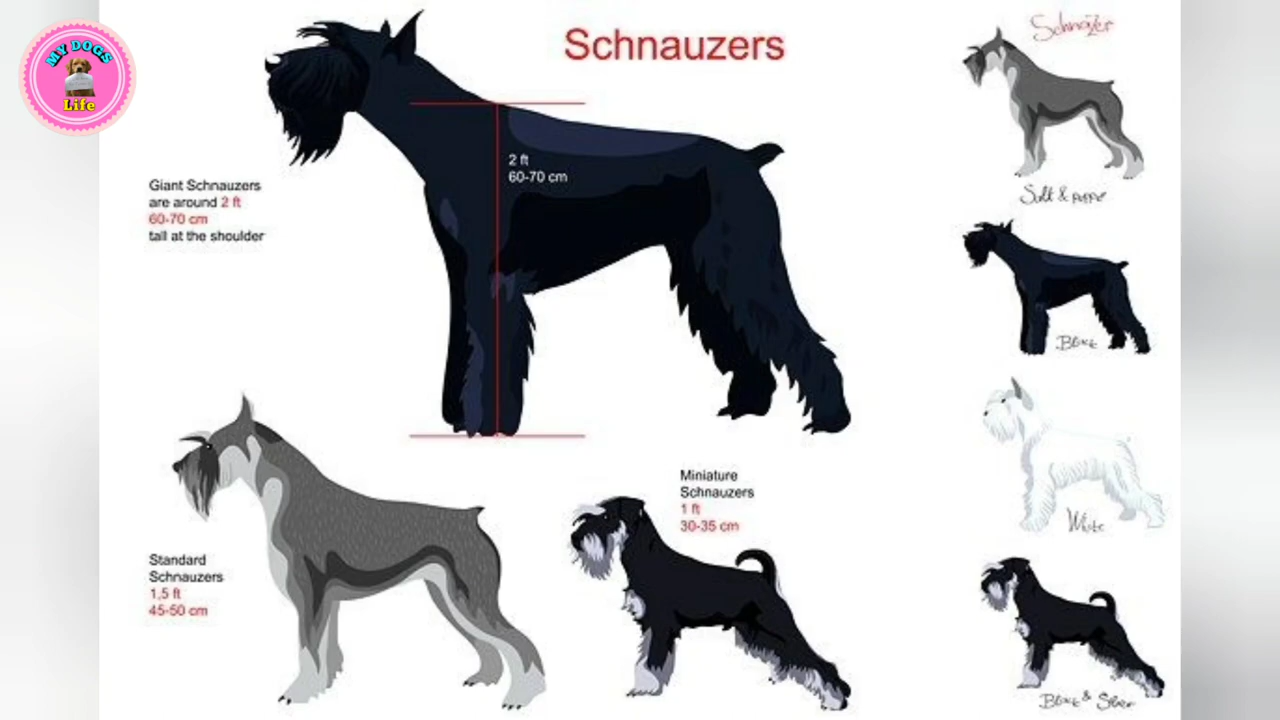 MY DOGS
Life
Schnauzers
Giant Schnauzers
are around 2 ft
60-70 cm
tall at the shoulder
2 ft
60-70 cm
Standard
Schnauzers
1,5 ft
45-50 cm
Miniature
Schnauzers
1 ft
30-35 cm
Schnauzer
Salt & pepper
Black
White
Black & Silver